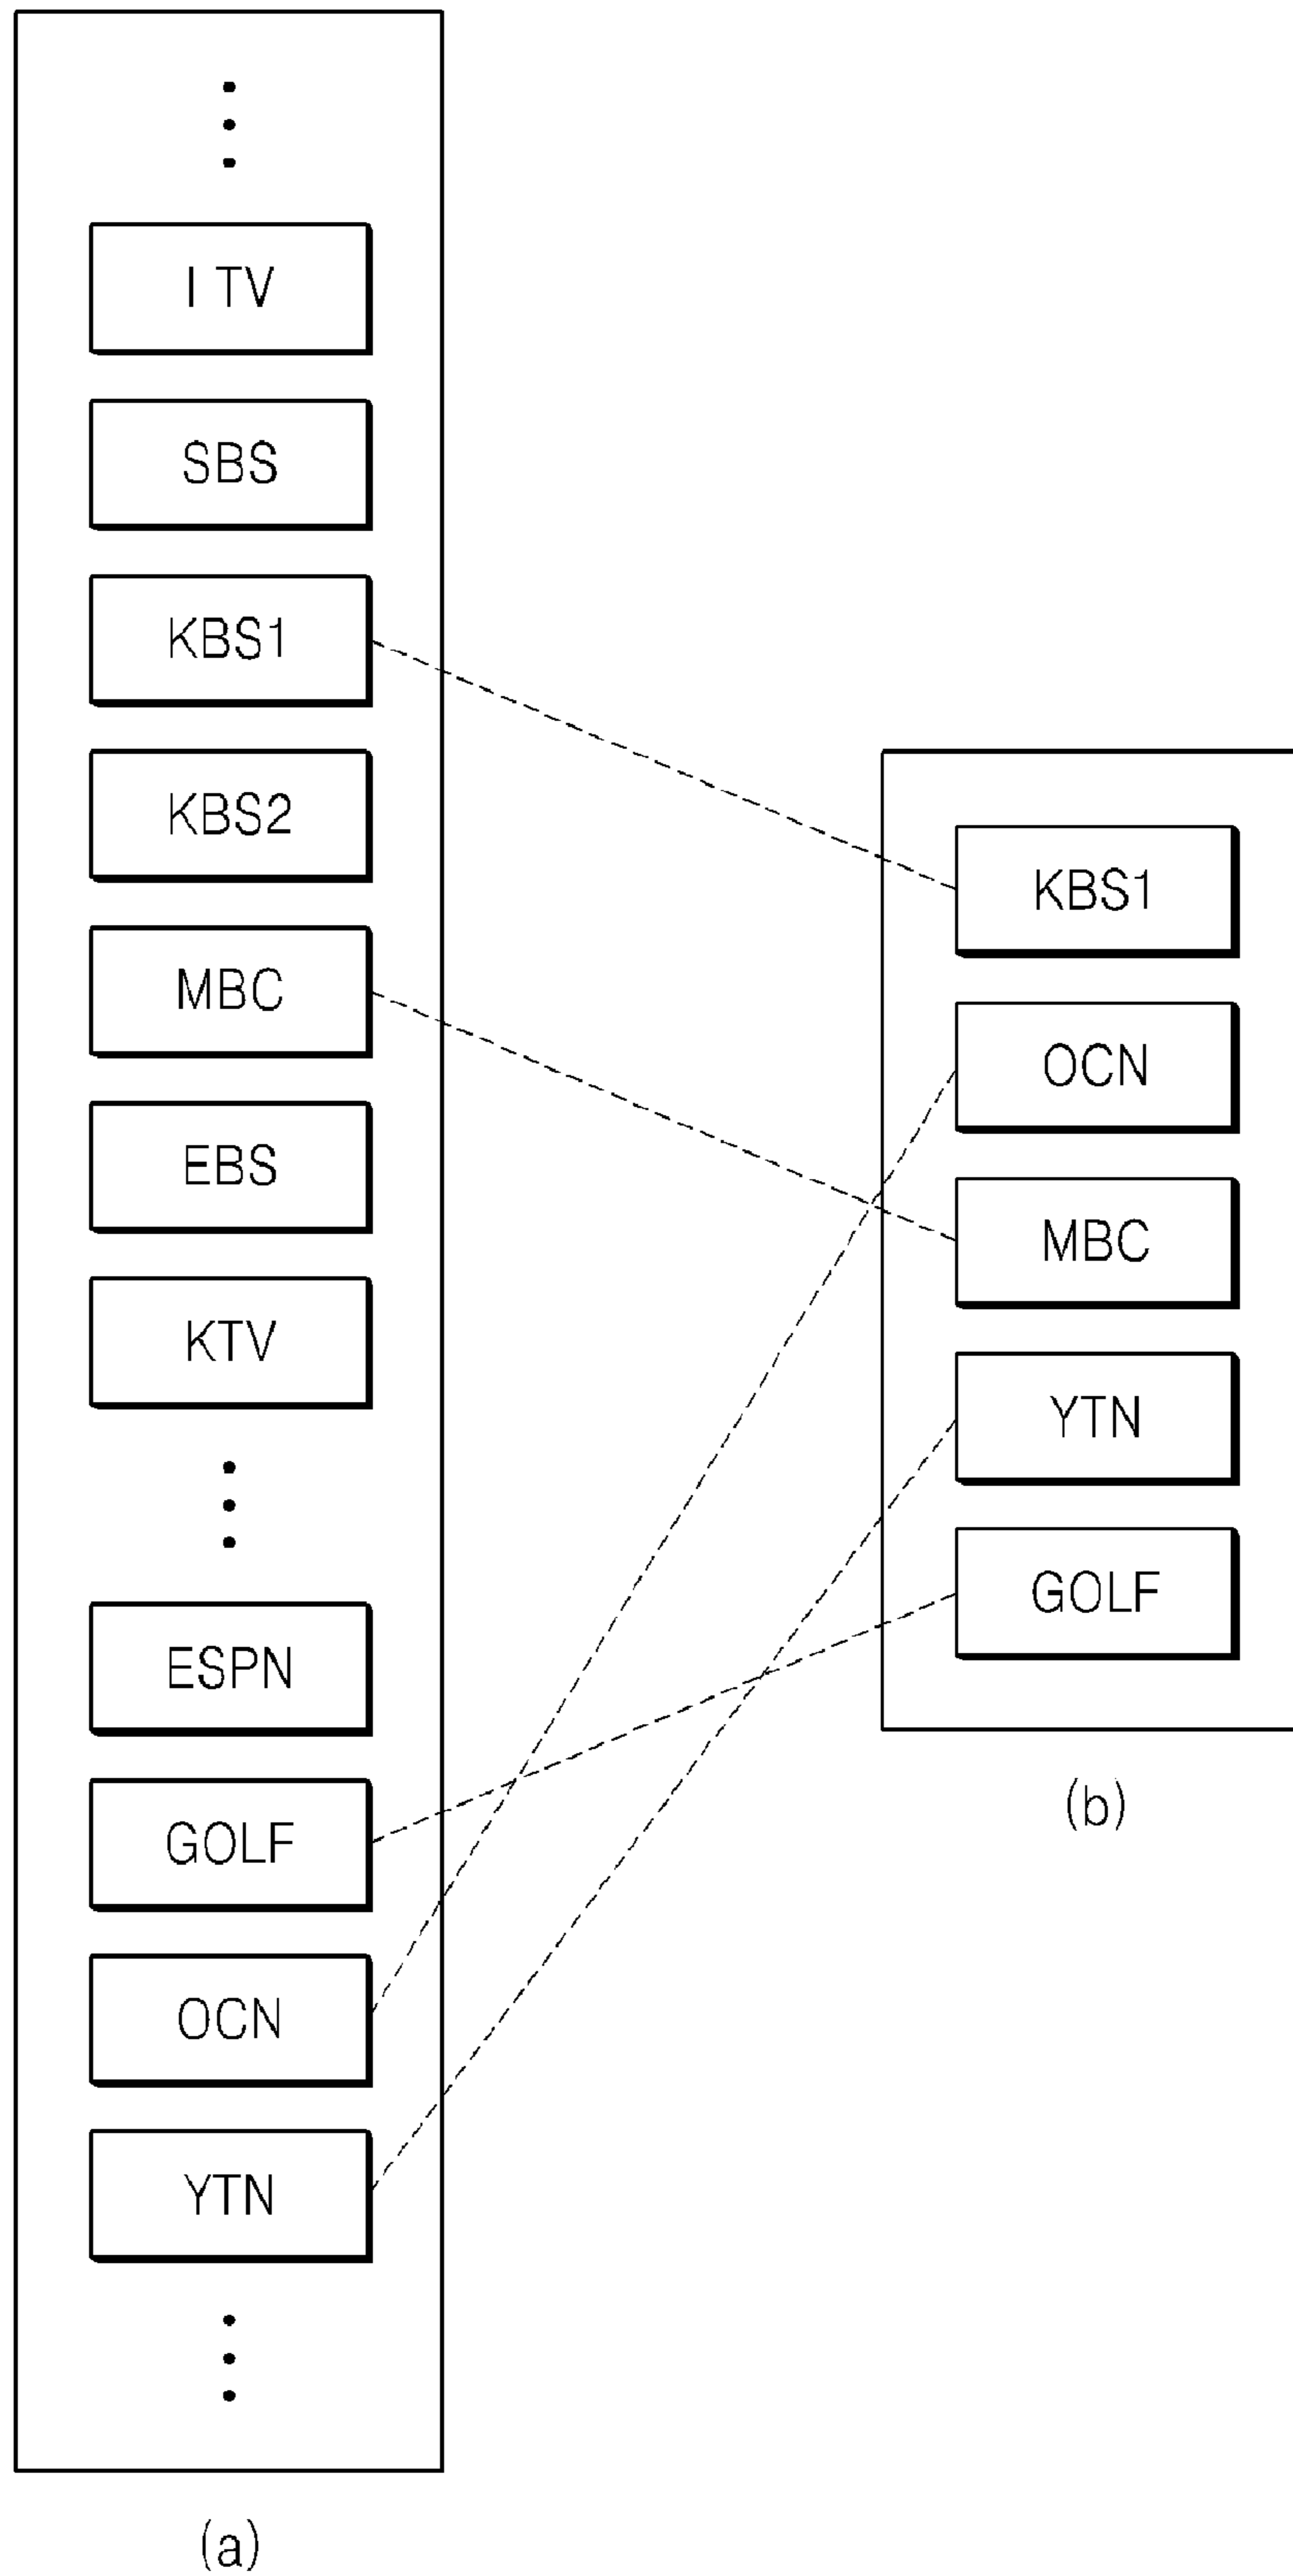 I TV
SBS
KBS1
KBS2
MBC
EBS
KTV
ESPN
GOLF
OCN
YTN
(a)
KBS1
OCN
MBC
YTN
GOLF
(b)